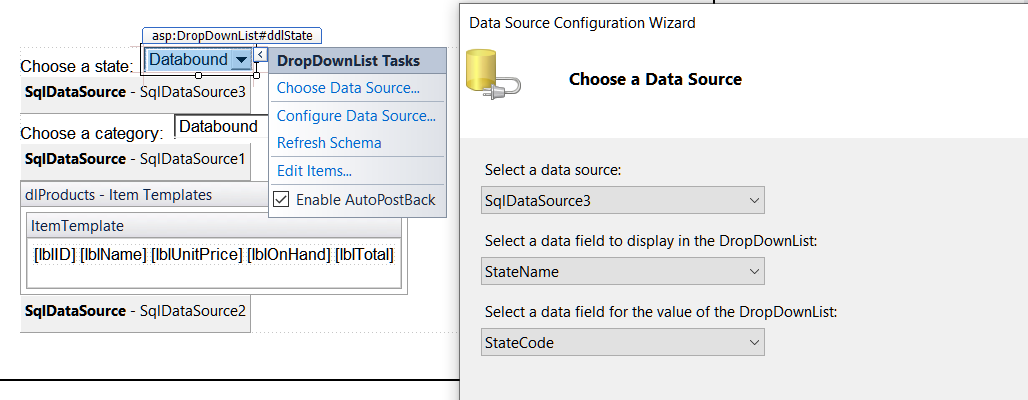 asp:DropDownList#ddlState
Choose a state: Databound
SqlDataSource - SqlDataSource3
Choose a category: Databound
SqlDataSource - SqlDataSource1
dlProducts - Item Templates
ItemTemplate
[lblID] [lblName] [lblUnitPrice] [lblOnHand] [lblTotal]
SqlDataSource - SqlDataSource2
DropDownList Tasks
Choose Data Source...
Configure Data Source...
Refresh Schema
Edit Items...
Enable AutoPostBack
Data Source Configuration Wizard
Choose a Data Source
Select a data source:
SqlDataSource3
Select a data field to display in the DropDownList:
StateName
Select a data field for the value of the DropDownList:
StateCode